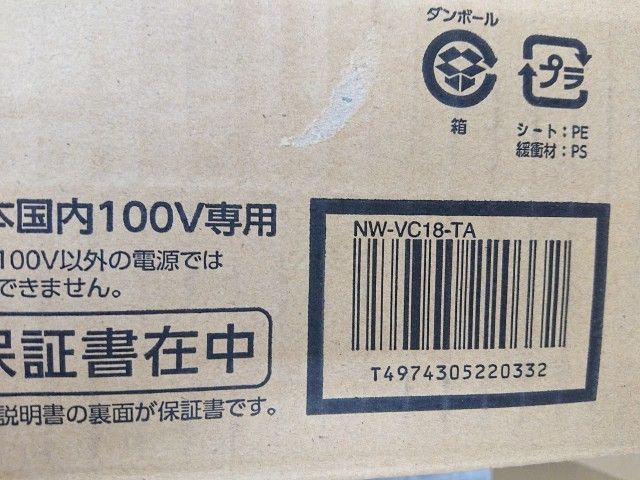 ダンボール
箱
プラ
シート:PE
緩衝材:PS
本国内100V専用
100V以外の電源では
できません。
保証書在中
説明書の裏面が保証書です。
NW-VC18-TA
T4974305220332